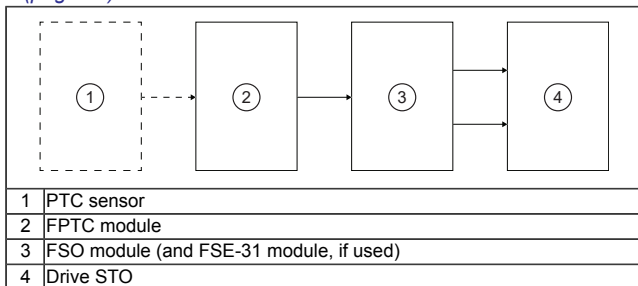 1
2
3
4
1 PTC sensor
2 FPTC module
3 FSO module (and FSE-31 module, if used)
4 Drive STO